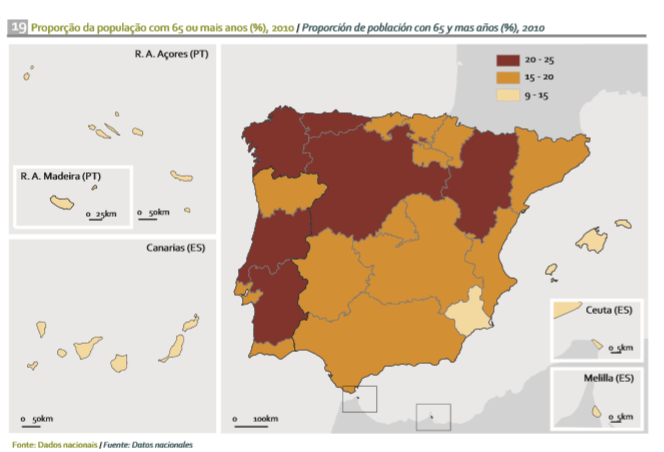 19 Proporção da população com 65 ou mais anos (%), 2010 / Proporción de población con 65 y mas años (%), 2010
R. A. Açores (PT)
20 - 25
15 - 20
9 - 15
R. A. Madeira (PT)
0 25km
0 50km
Canarias (ES)
Ceuta (ES)
0 5km
Melilla (ES)
0 5km
0 50km
0 100km
Fonte: Dados nacionais / Fuente: Datos nacionales